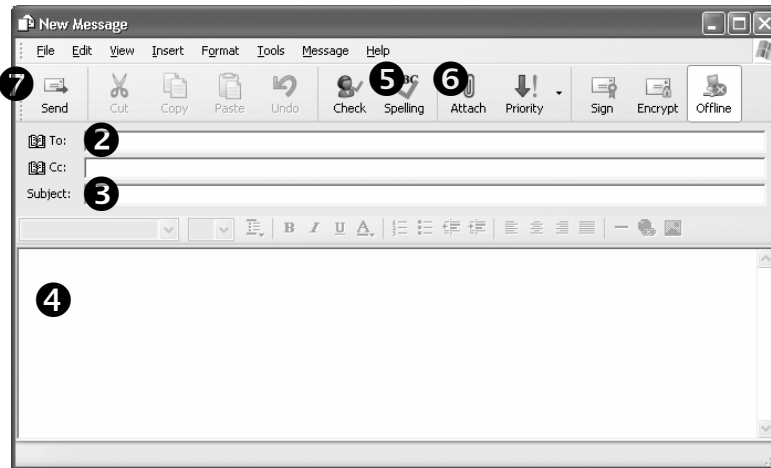 New Message
File Edit View Insert Format Tools Message Help
7 5 6
Send Cut Copy Paste Undo Check Spelling Attach Priority Sign Encrypt Offline
To: 2
Cc:
Subject: 3
B I U A
4